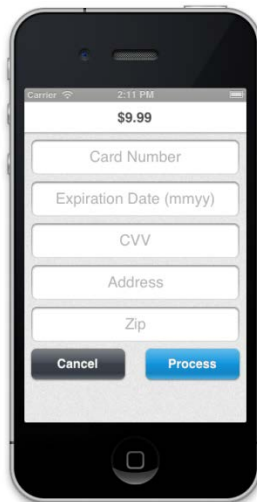 Carrier 2:11 PM
$9.99
Card Number
Expiration Date (mmyy)
CVV
Address
Zip
Cancel Process